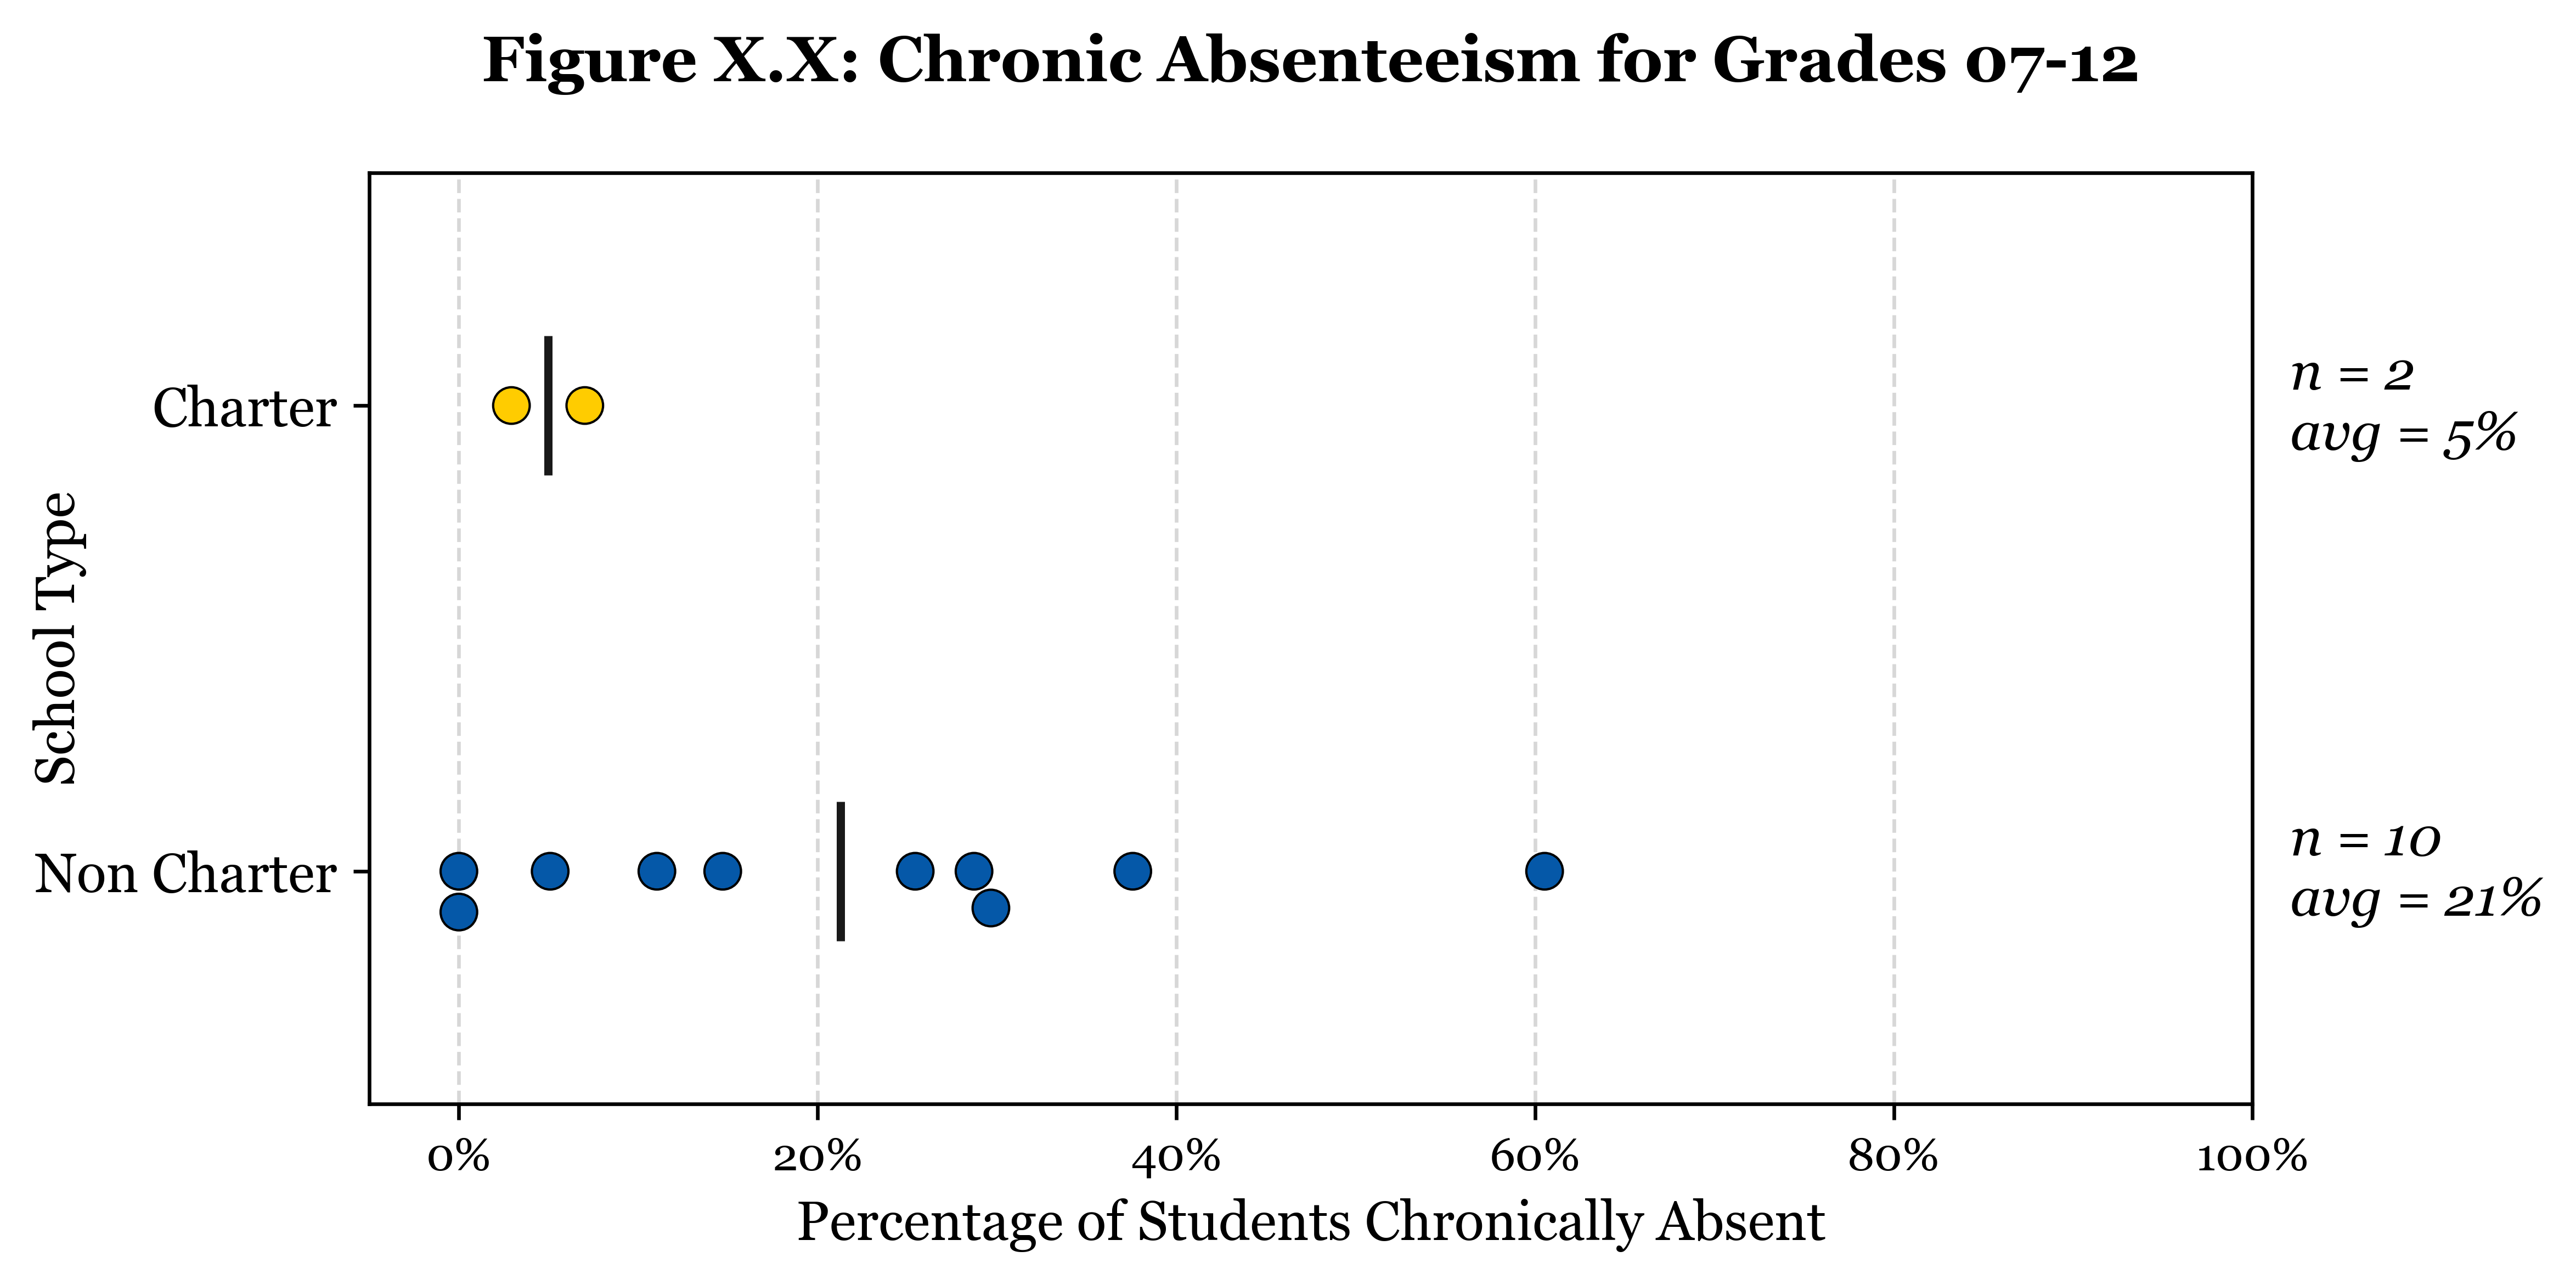 Figure X.X: Chronic Absenteeism for Grades 07-12
School Type
Charter
n = 2
avg = 5%
Non Charter
n = 10
avg = 21%
0%
20%
40%
60%
80%
100%
Percentage of Students Chronically Absent